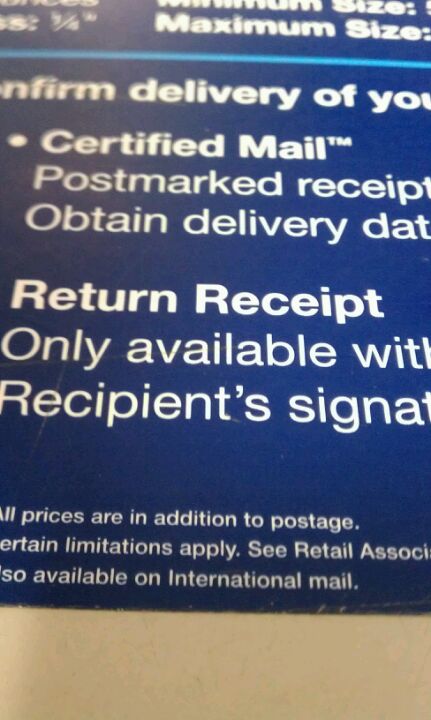 Maximum Size:
nfirm delivery of you
• Certified Mail™
Postmarked receipt
Obtain delivery dat
Return Receipt
Only available with
Recipient's signat
All prices are in addition to postage.
ertain limitations apply. See Retail Associ
lso available on International mail.